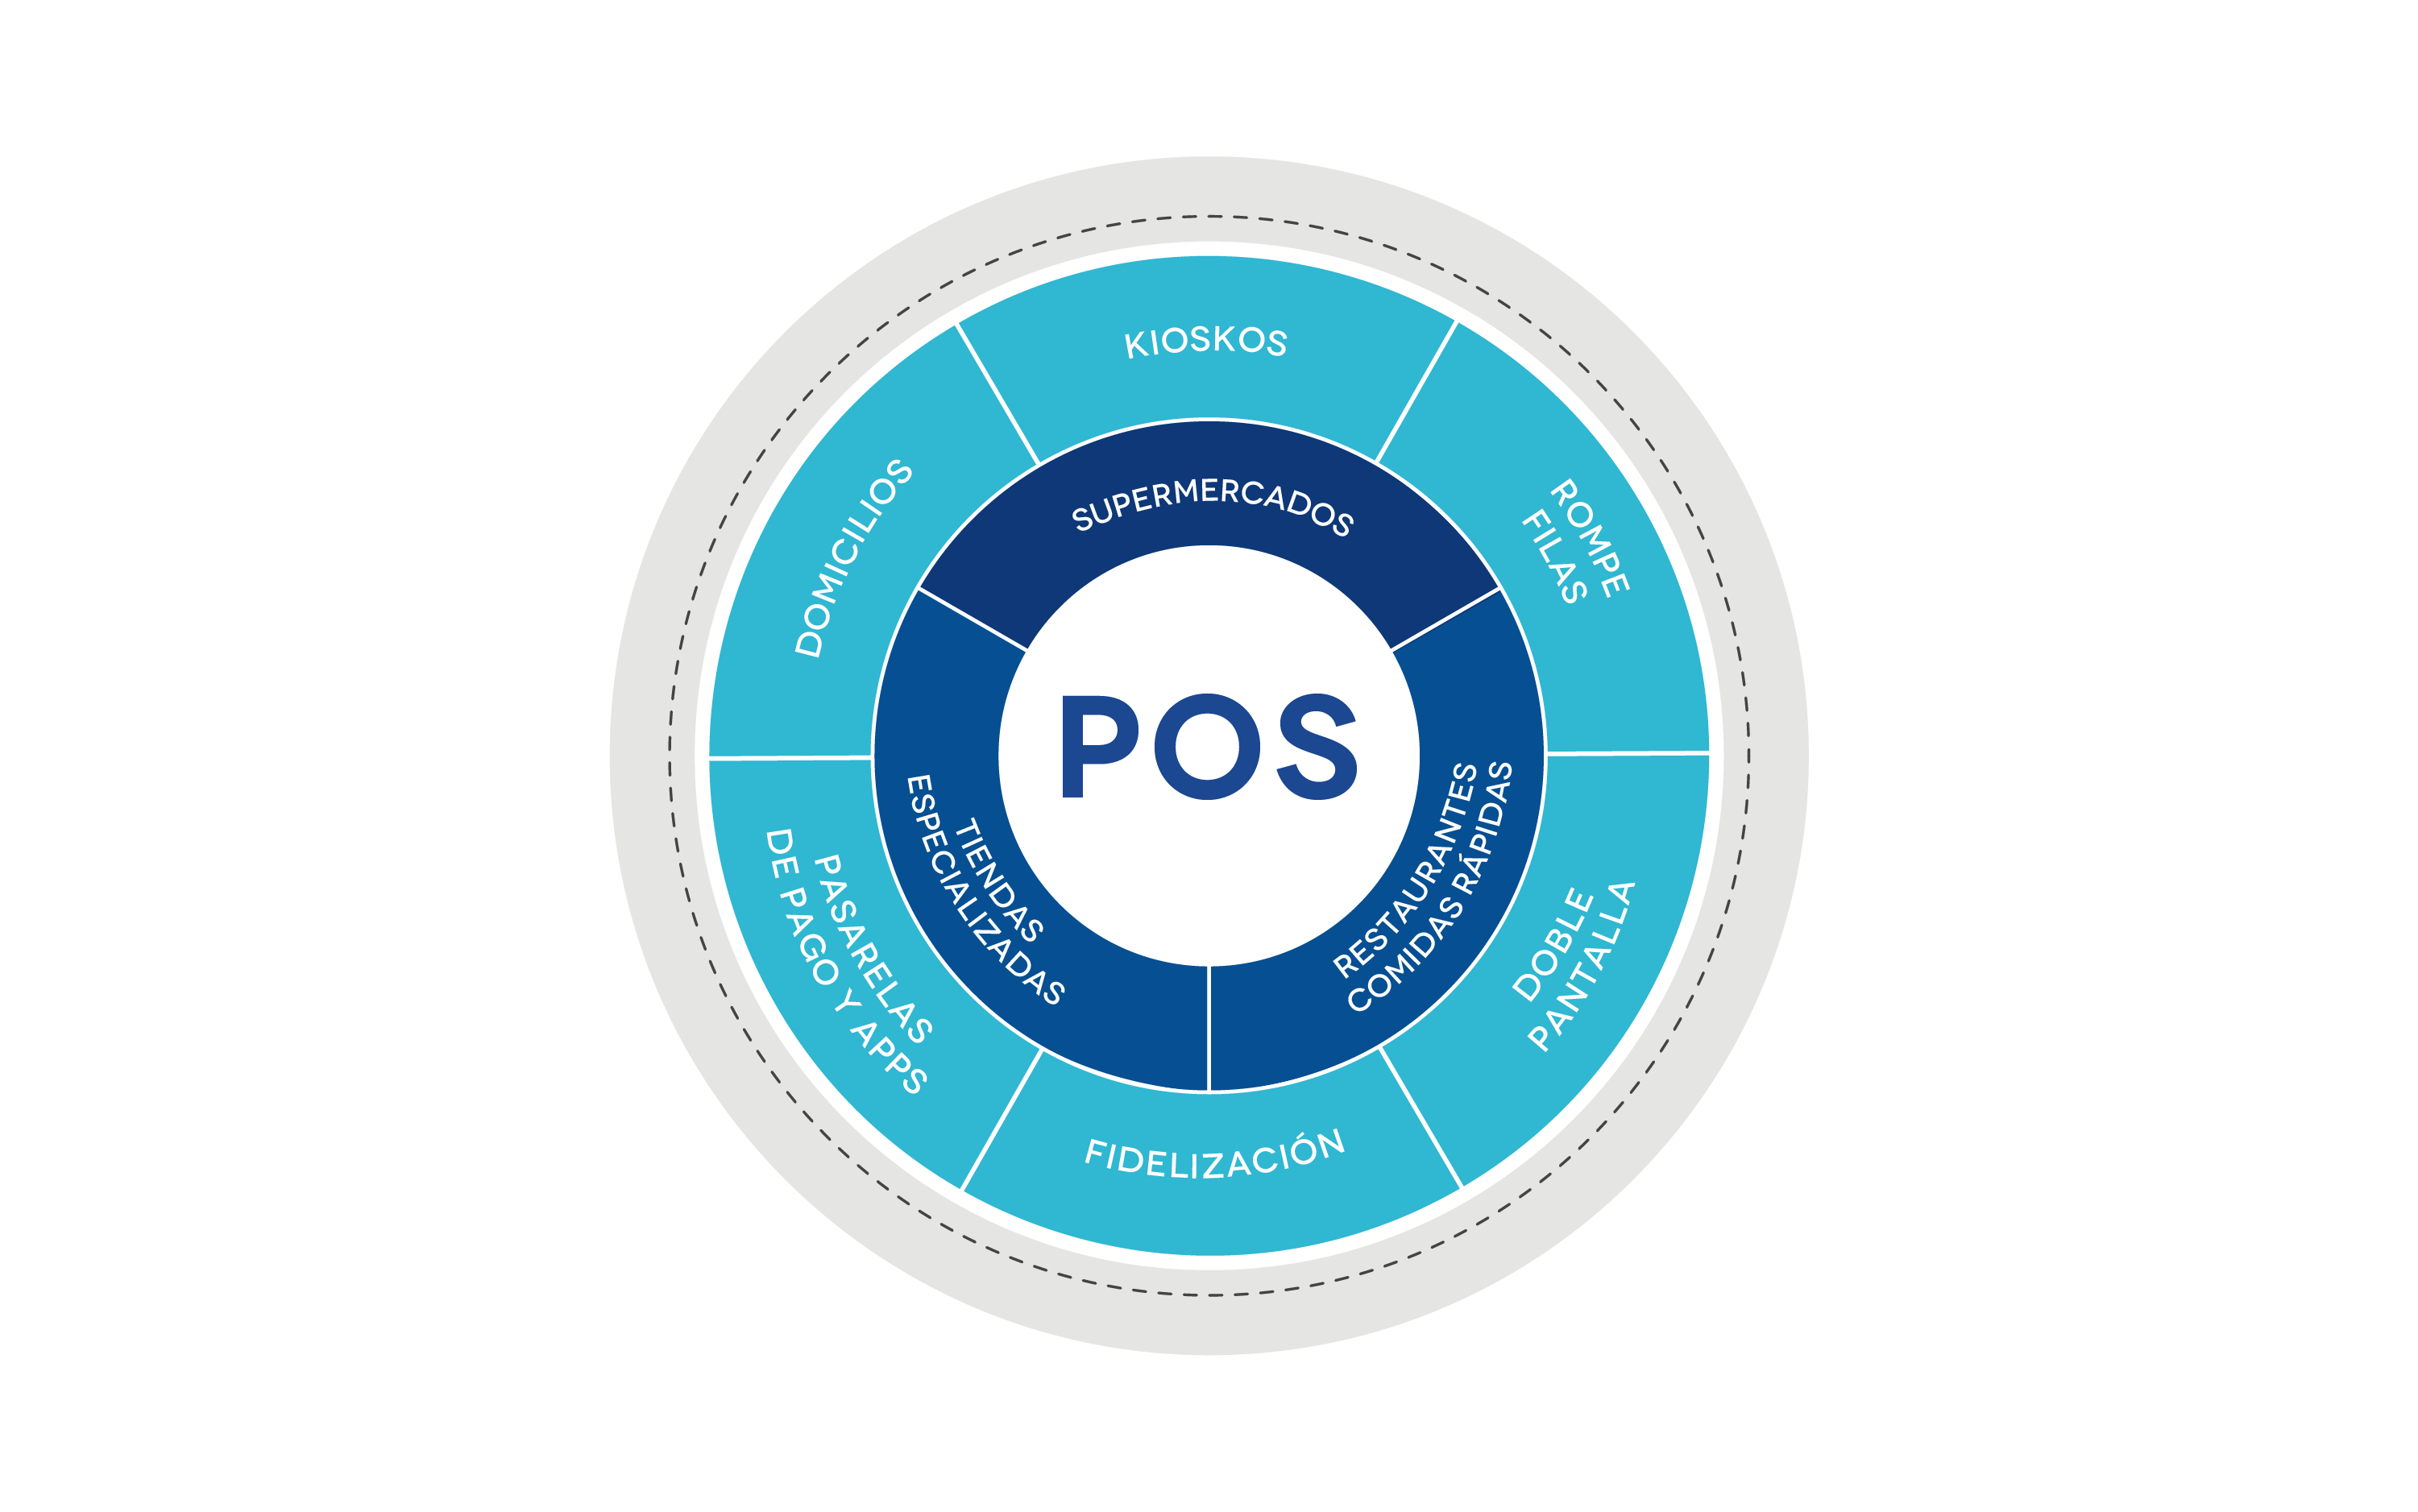 KIOSKOS
ROMPE
FILAS
DOBLE
PANTALLA
FIDELIZACIÓN
PASARELAS
DE PAGO Y APPS
DOMICILIOS
SUPERMERCADOS
RESTAURANTES
COMIDAS RÁPIDAS
TIENDAS
ESPECIALIZADAS
POS